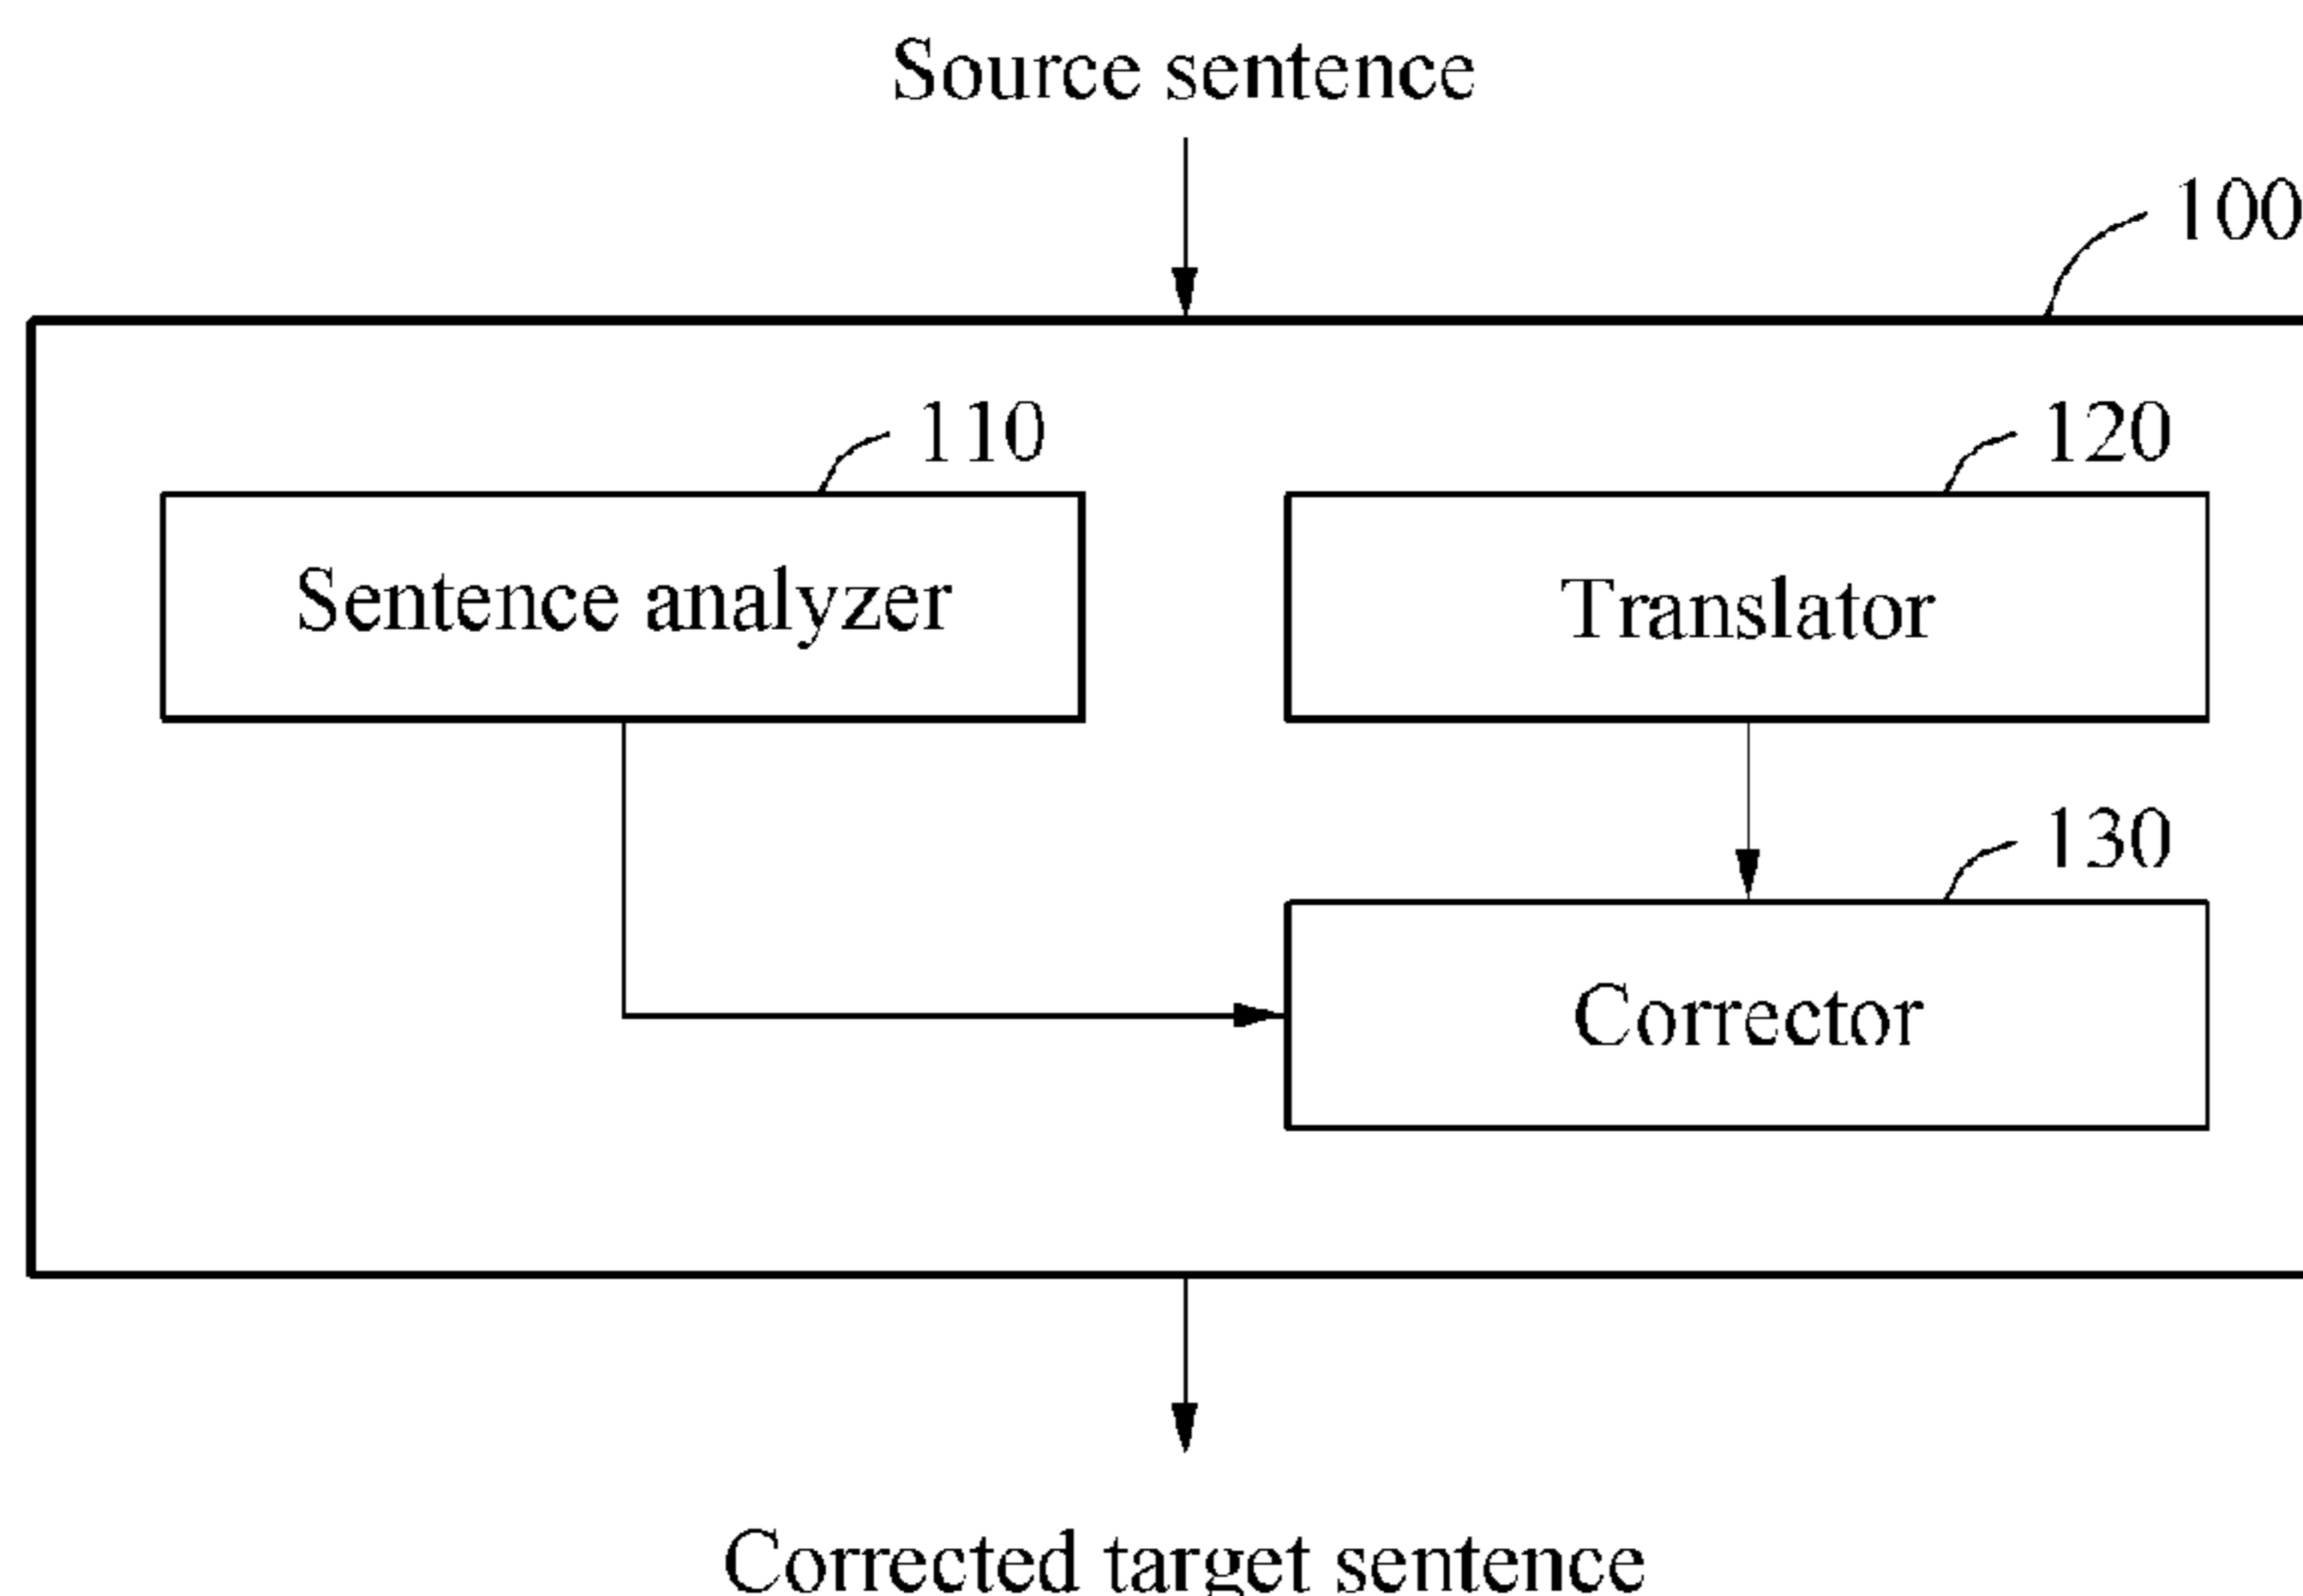 Source sentence
100
110
120
Sentence analyzer
Translator
130
Corrector
Corrected target sentence